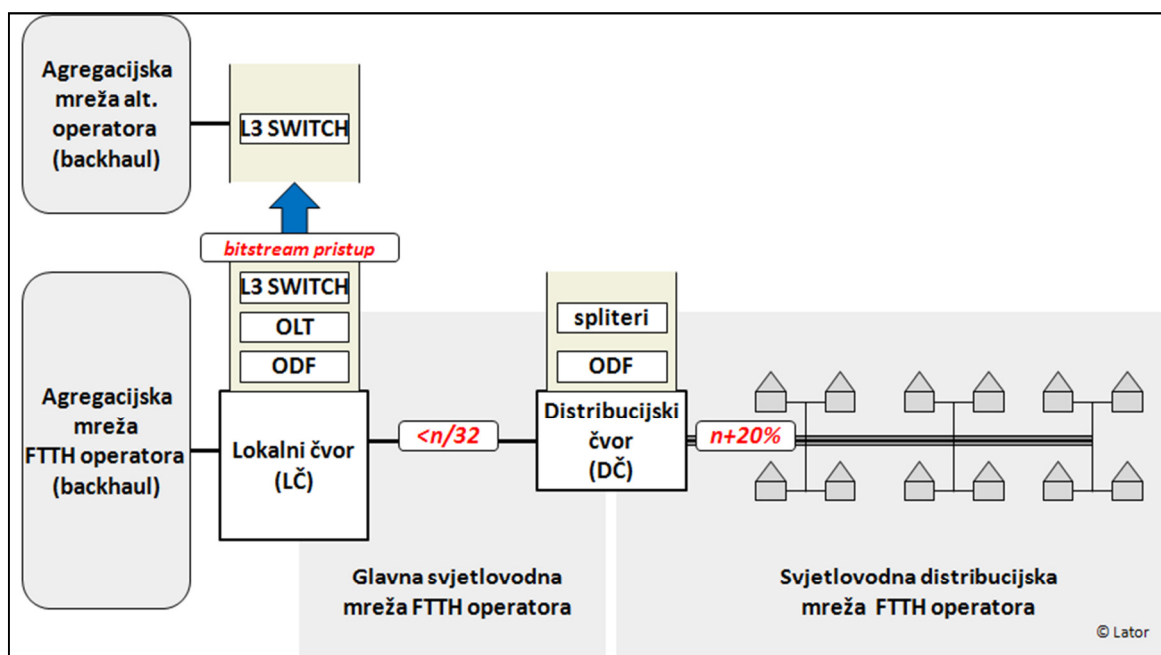 Agregacijska
mreža alt.
operatora
(backhaul)
L3 SWITCH
bitstream pristup
L3 SWITCH
OLT
ODF
Agregacijska
mreža
FTTH operatora
(backhaul)
Lokalni čvor
(LČ)
<n/32
spliteri
ODF
Distribucijski
čvor
(DČ)
n+20%
Glavna svjetlovodna
mreža FTTH operatora
Svjetlovodna distribucijska
mreža FTTH operatora
© Lator